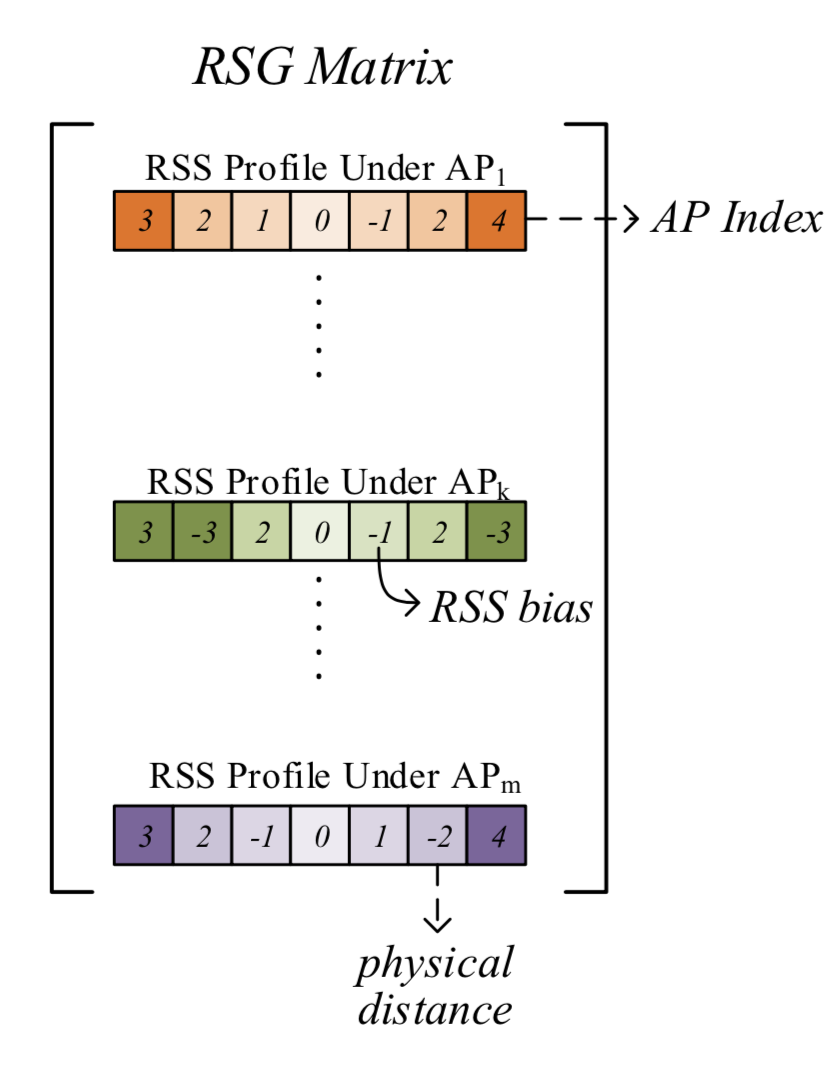 RSG Matrix
RSS Profile Under AP₁
3 2 1 0 -1 2 4
AP Index
RSS Profile Under APₖ
3 -3 2 0 -1 2 -3
RSS bias
RSS Profile Under APₘ
3 2 -1 0 1 -2 4
physical
distance